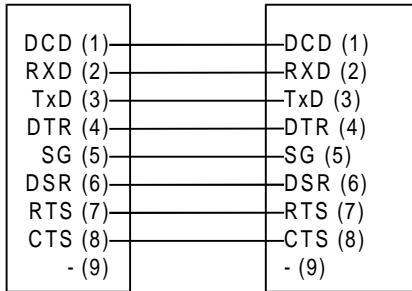 DCD (1) DCD (1)
RXD (2) RXD (2)
TxD (3) TxD (3)
DTR (4) DTR (4)
SG (5) SG (5)
DSR (6) DSR (6)
RTS (7) RTS (7)
CTS (8) CTS (8)
- (9) - (9)